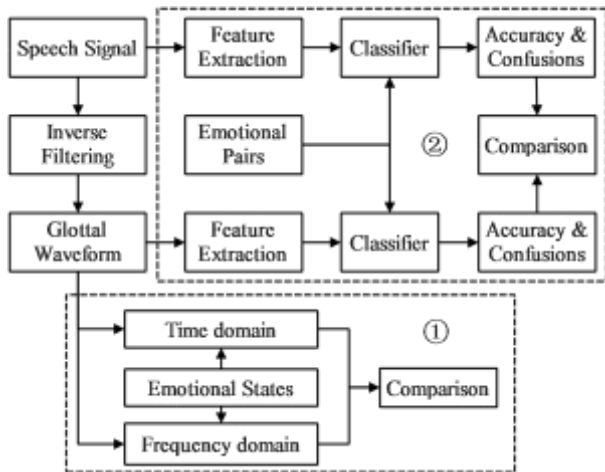 Speech Signal
Feature
Extraction
Classifier
Accuracy &
Confusions
Inverse
Filtering
Emotional
Pairs
②
Comparison
Glottal
Waveform
Feature
Extraction
Classifier
Accuracy &
Confusions
Time domain
①
Emotional States
Comparison
Frequency domain